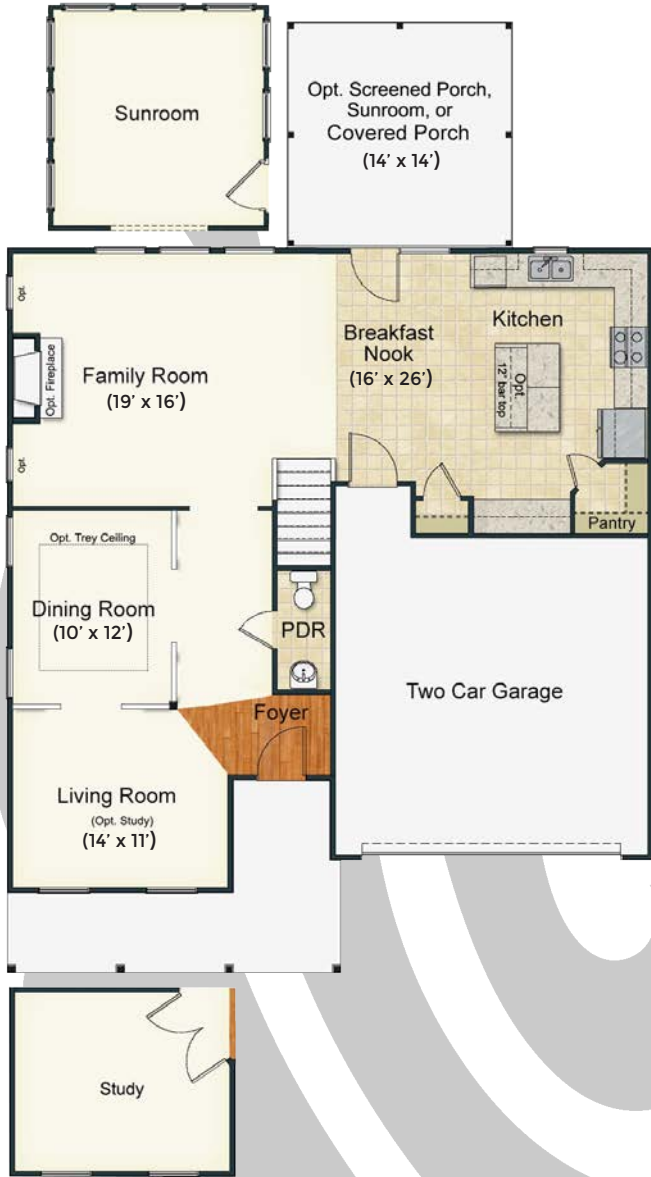 Sunroom
Opt. Screened Porch,
Sunroom, or
Covered Porch
(14’ x 14’)
Opt.
Opt. Fireplace
Opt.
Family Room
(19’ x 16’)
Breakfast
Nook
(16’ x 26’)
Kitchen
Opt.
12" bar top
Pantry
Opt. Trey Ceiling
Dining Room
(10’ x 12’)
PDR
Foyer
Two Car Garage
Living Room
(Opt. Study)
(14’ x 11’)
Study